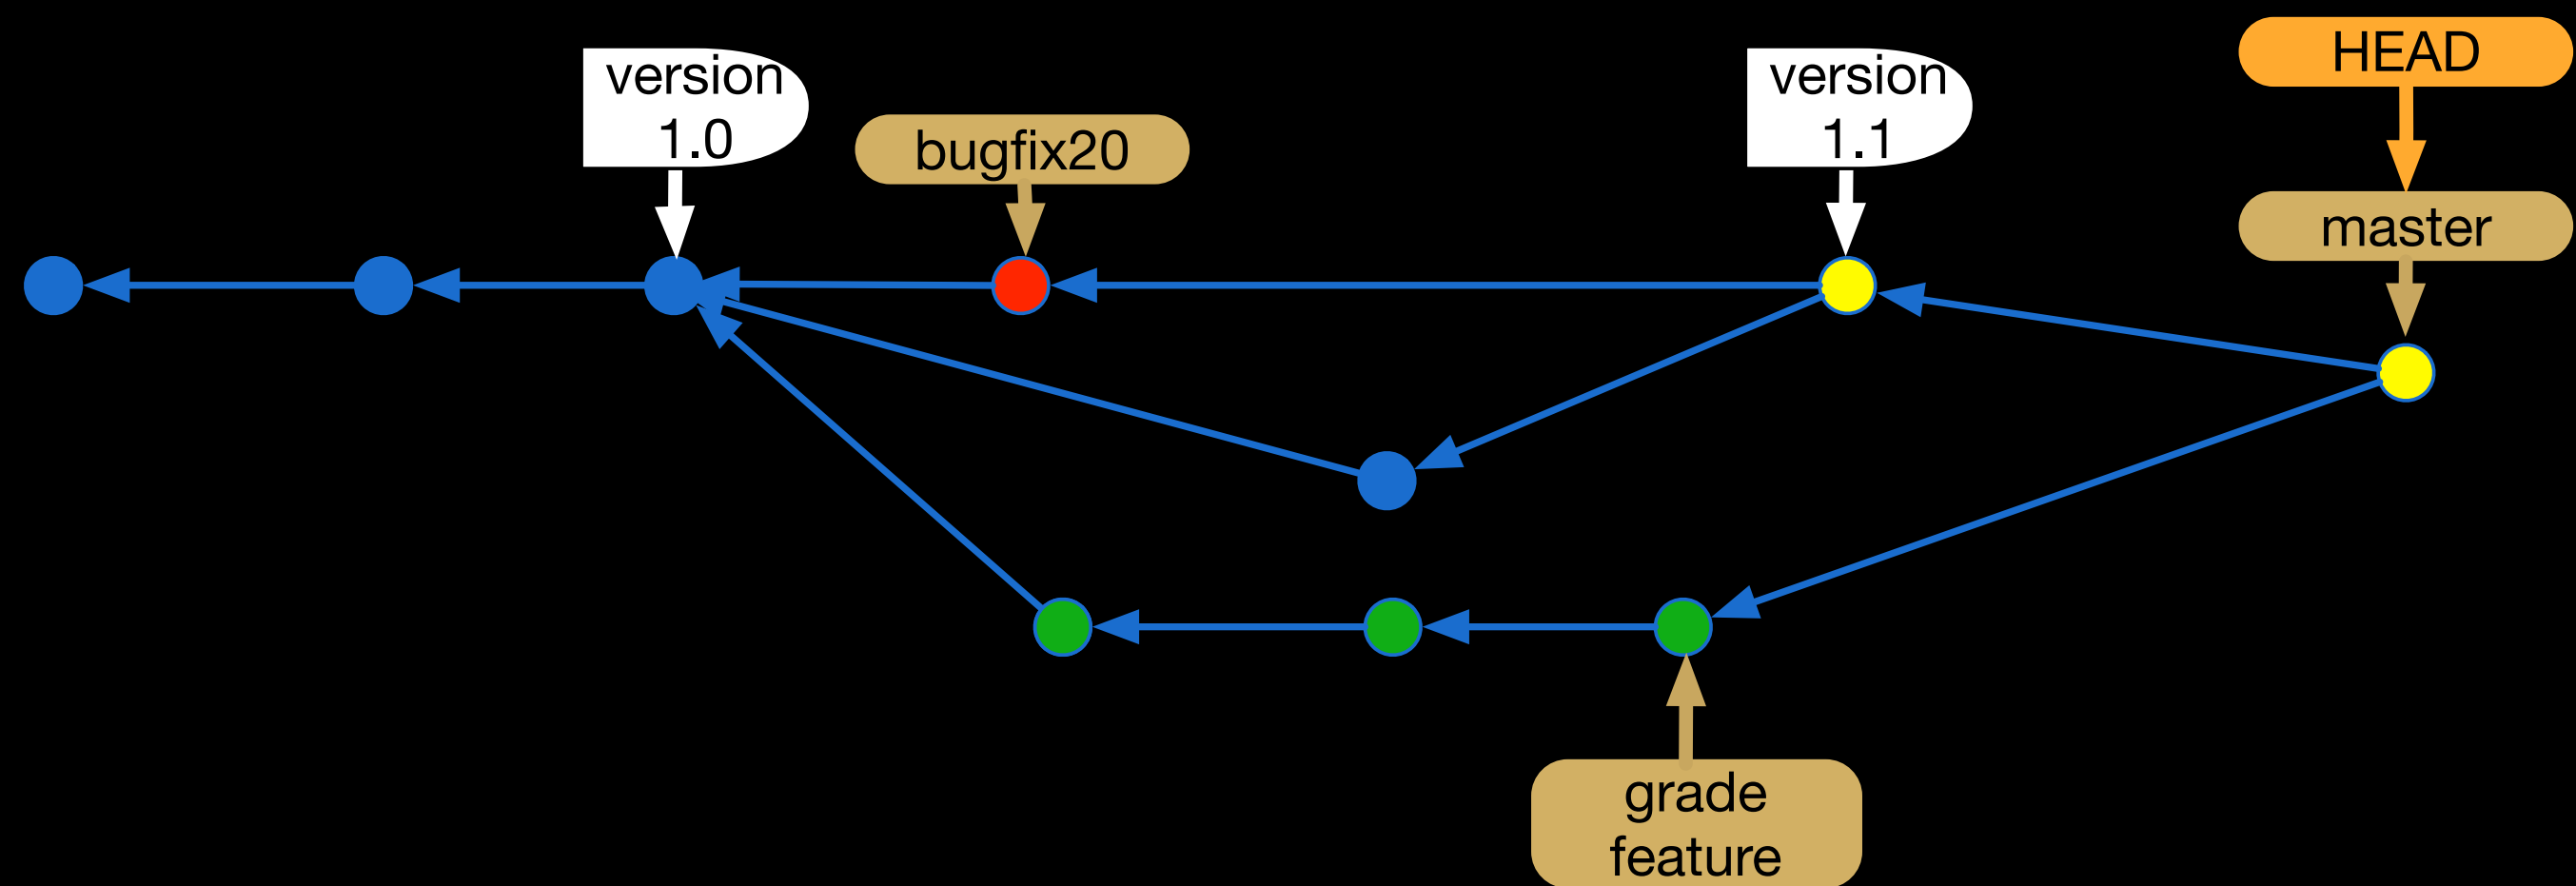 version
1.0
bugfix20
version
1.1
HEAD
master
grade
feature